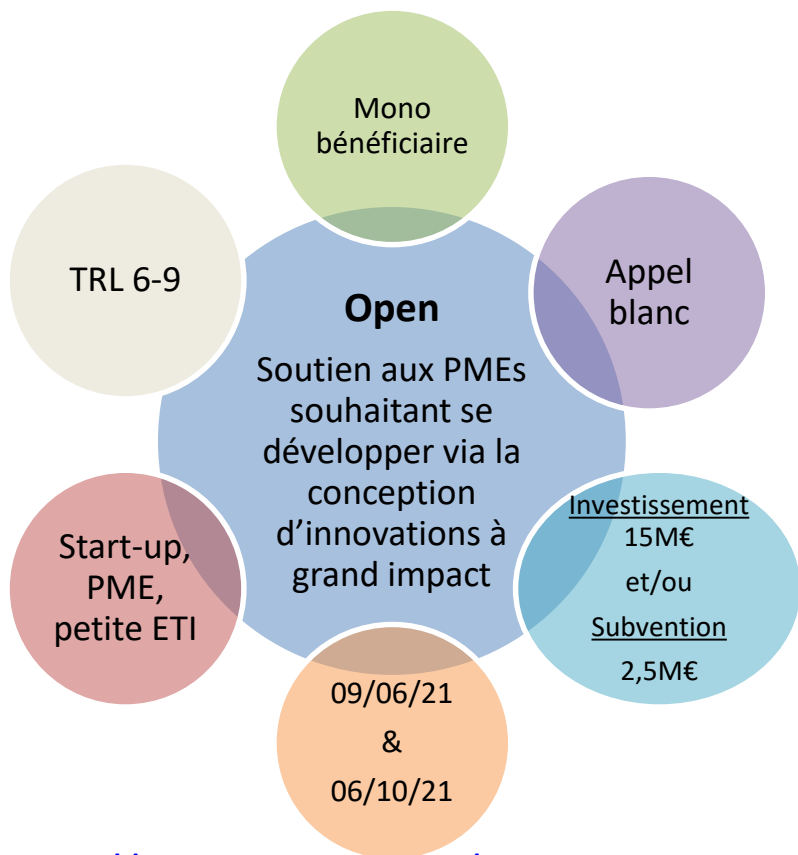 Mono
bénéficiaire
TRL 6-9
Appel
blanc
Open
Soutien aux PMEs
souhaitant se
développer via la
conception
d'innovations à
grand impact
Start-up,
PME,
petite ETI
Investissement
15M€
et/ou
Subvention
2,5M€
09/06/21
&
06/10/21